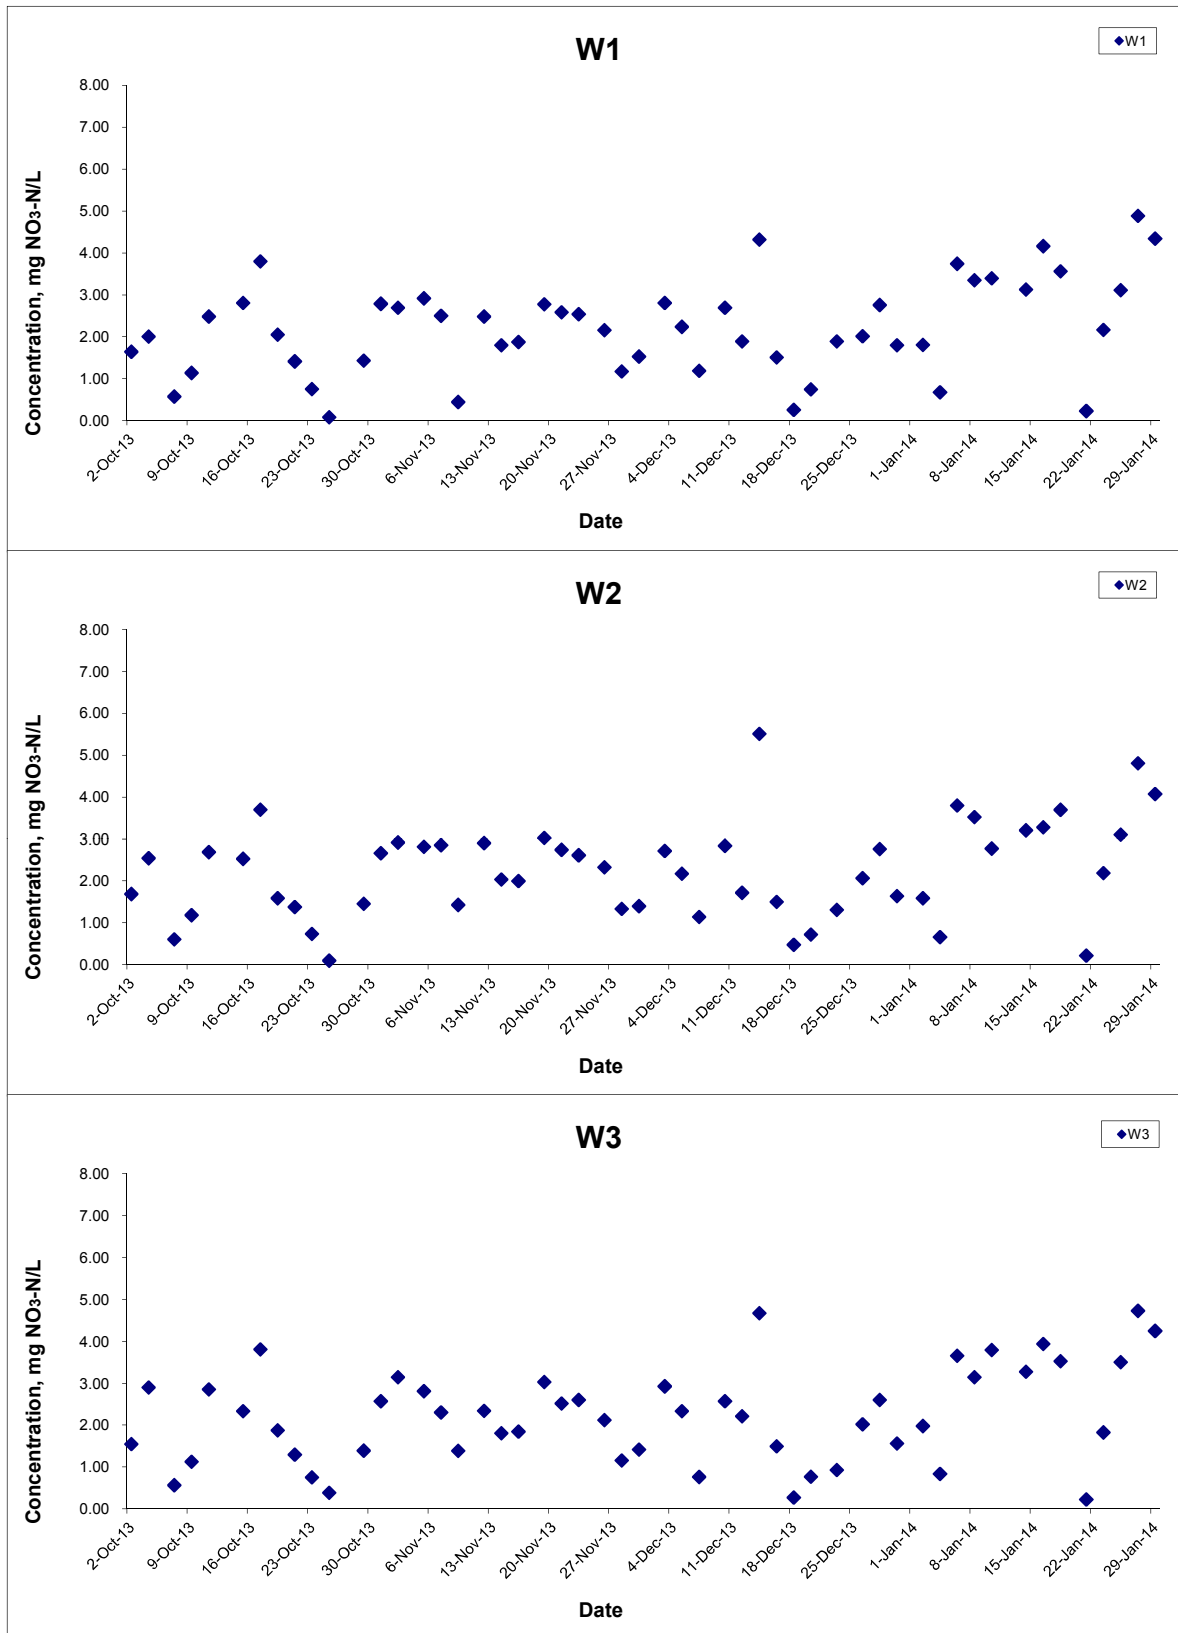 W1
W1
8.00
7.00
6.00
5.00
4.00
3.00
2.00
1.00
0.00
Concentration, mg NO3-N/L
2-Oct-13
9-Oct-13
16-Oct-13
23-Oct-13
30-Oct-13
6-Nov-13
13-Nov-13
20-Nov-13
27-Nov-13
4-Dec-13
11-Dec-13
18-Dec-13
25-Dec-13
1-Jan-14
8-Jan-14
15-Jan-14
22-Jan-14
29-Jan-14
Date
W2
W2
8.00
7.00
6.00
5.00
4.00
3.00
2.00
1.00
0.00
Concentration, mg NO3-N/L
2-Oct-13
9-Oct-13
16-Oct-13
23-Oct-13
30-Oct-13
6-Nov-13
13-Nov-13
20-Nov-13
27-Nov-13
4-Dec-13
11-Dec-13
18-Dec-13
25-Dec-13
1-Jan-14
8-Jan-14
15-Jan-14
22-Jan-14
29-Jan-14
Date
W3
W3
8.00
7.00
6.00
5.00
4.00
3.00
2.00
1.00
0.00
Concentration, mg NO3-N/L
2-Oct-13
9-Oct-13
16-Oct-13
23-Oct-13
30-Oct-13
6-Nov-13
13-Nov-13
20-Nov-13
27-Nov-13
4-Dec-13
11-Dec-13
18-Dec-13
25-Dec-13
1-Jan-14
8-Jan-14
15-Jan-14
22-Jan-14
29-Jan-14
Date